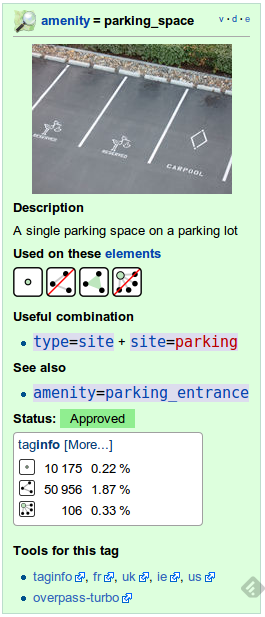 amenity = parking_space
v · d · e
RESERVED
RESERVED
CARPOOL
Description
A single parking space on a parking lot
Used on these elements
Useful combination
type=site + site=parking
See also
amenity=parking_entrance
Status: Approved
taginfo [More...]
10 175 0.22 %
50 956 1.87 %
106 0.33 %
Tools for this tag
taginfo, fr, uk, ie, us
overpass-turbo